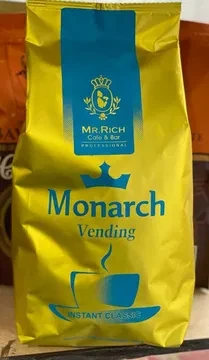 MR.RICH
Cafe & Bar
PROFESSIONAL
Monarch
Vending
INSTANT CLASSIC